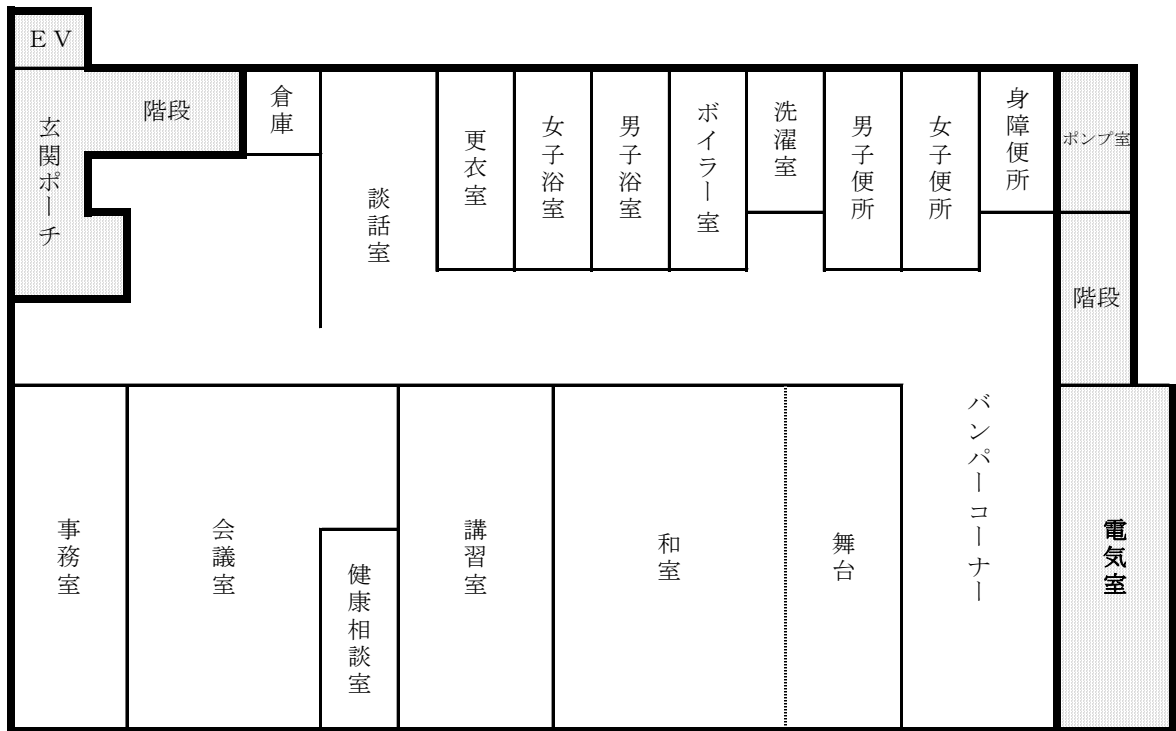 ＥＶ
階段
玄関ポーチ
倉庫
談話室
更衣室
女子浴室
男子浴室
ボイラー室
洗濯室
男子便所
女子便所
身障便所
ポンプ室
階段
事務室
会議室
健康相談室
講習室
和室
舞台
バンパーコーナー
電気室